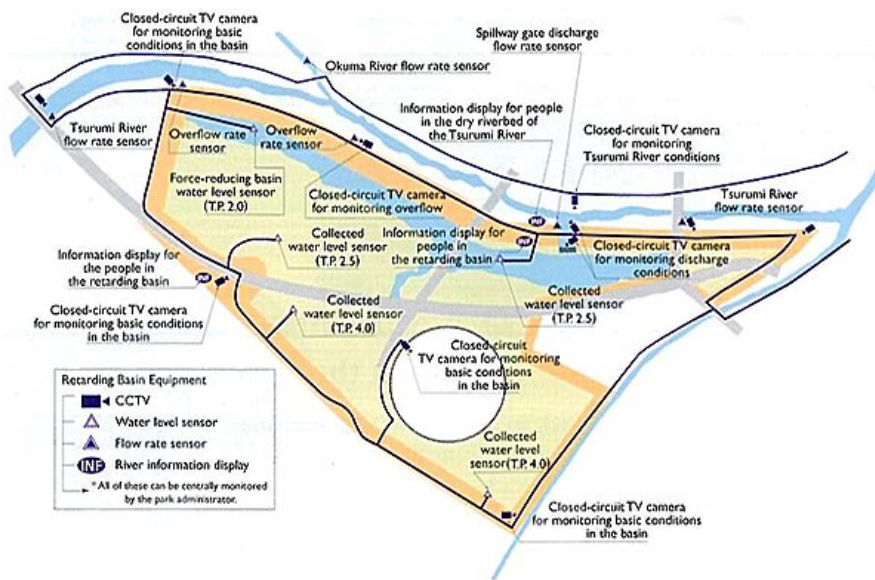 Closed-circuit TV camera
for monitoring basic
conditions in the basin
Spillway gate discharge
flow rate sensor
Okuma River flow rate sensor
Information display for people
in the dry riverbed
of the Tsurumi River
Closed-circuit TV camera
for monitoring
Tsurumi River conditions
Tsurumi River
flow rate sensor
Overflow rate
sensor
Overflow
rate sensor
Force-reducing basin
water level sensor
(T.P. 2.0)
Closed-circuit TV camera
for monitoring overflow
Tsurumi River
flow rate sensor
INF
Information display for
people in the
retarding basin
INF
Closed-circuit TV camera
for monitoring discharge
conditions
Collected
water level sensor
(T.P. 2.5)
Information display for
the people in
the retarding basin
INF
Collected
water level sensor
(T.P. 2.5)
Closed-circuit TV camera
for monitoring basic conditions
in the basin
Collected
water level sensor
(T.P. 4.0)
Closed-circuit
TV camera for monitoring
basic conditions
in the basin
Retarding Basin Equipment
CCTV
Water level sensor
Flow rate sensor
INF River information display
* All of these can be centrally monitored
by the park administrator.
Collected
water level
sensor (T.P. 4.0)
Closed-circuit TV camera
for monitoring basic conditions
in the basin